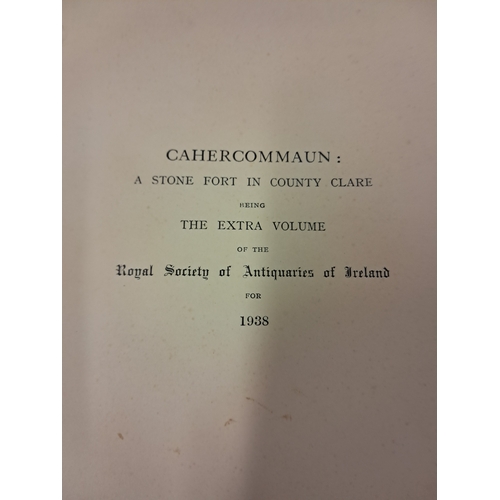 CAHERCOMMAUN:
A STONE FORT IN COUNTY CLARE
BEING
THE EXTRA VOLUME
OF THE
Royal Society of Antiquaries of Ireland
FOR
1938